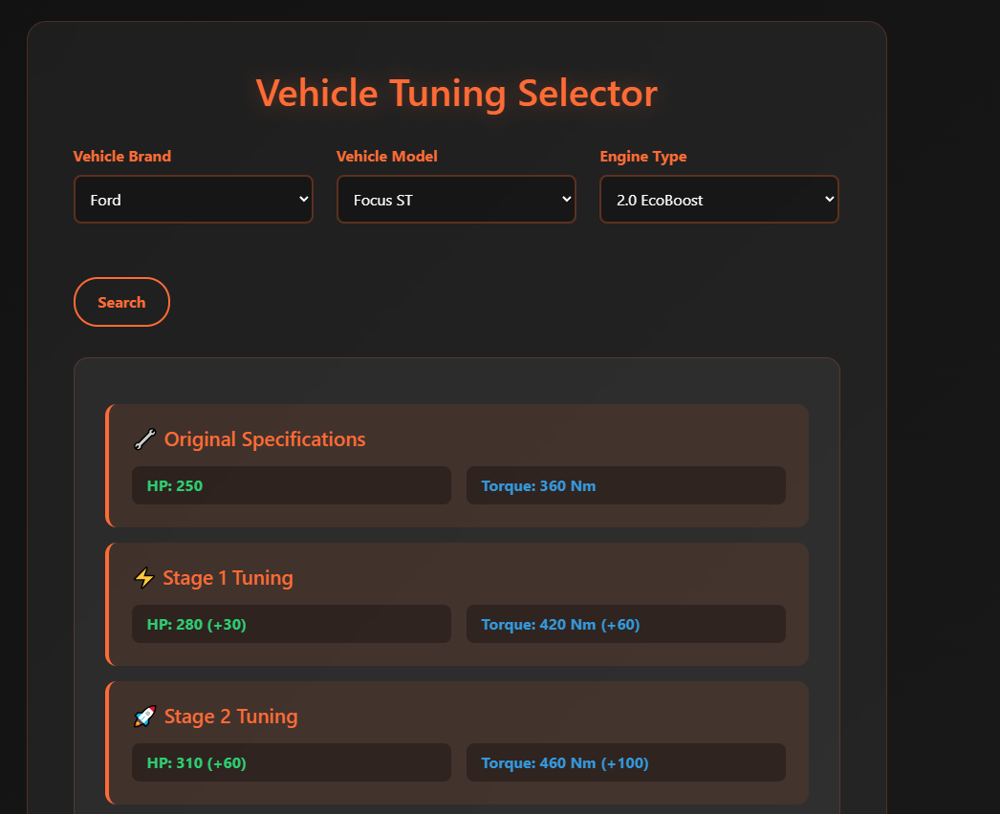 Vehicle Tuning Selector
Vehicle Brand Vehicle Model Engine Type
Ford Focus ST 2.0 EcoBoost
Search
Original Specifications
HP: 250 Torque: 360 Nm
Stage 1 Tuning
HP: 280 (+30) Torque: 420 Nm (+60)
Stage 2 Tuning
HP: 310 (+60) Torque: 460 Nm (+100)